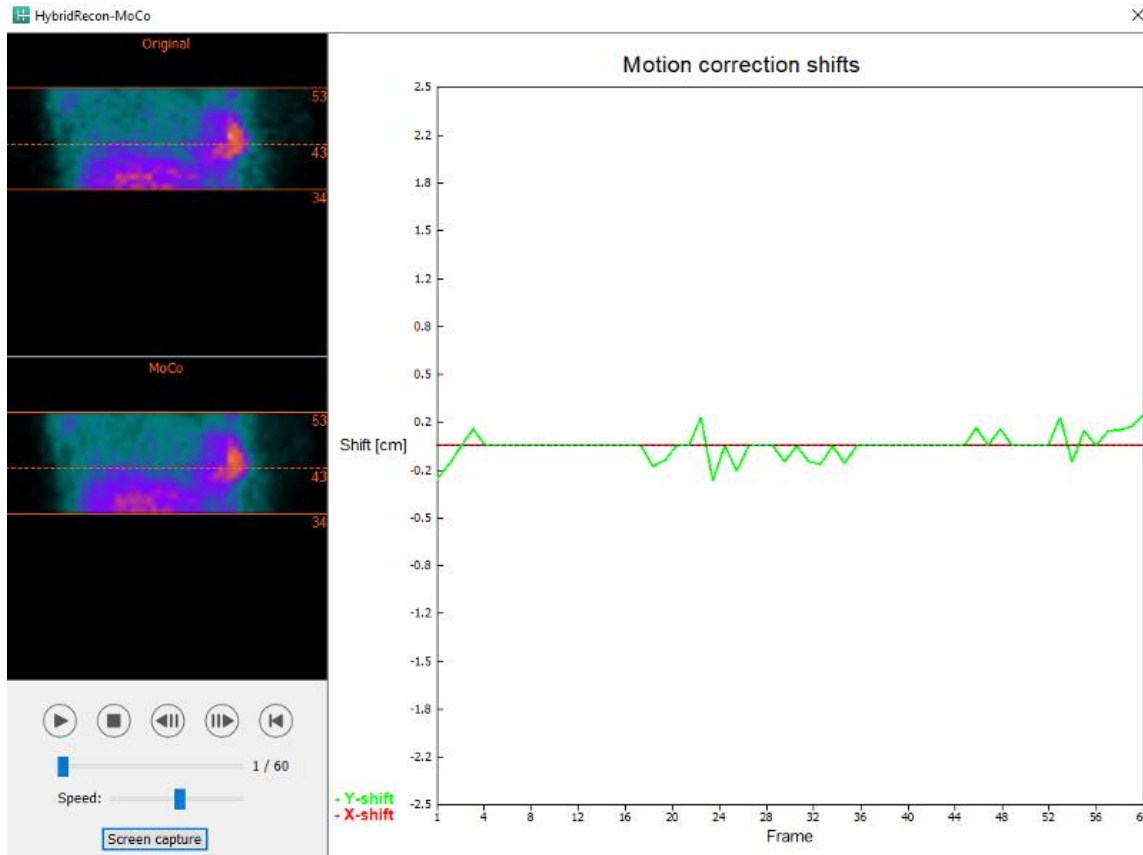 HybridRecon-MoCo
Original
53
43
34
MoCo
53
43
34
1 / 60
Speed:
Screen capture
Motion correction shifts
2.5
2.2
1.8
1.5
1.2
0.8
0.5
0.2
Shift [cm]
-0.2
-0.5
-0.8
-1.2
-1.5
-1.8
-2.2
-2.5
- Y-shift
- X-shift
1 4 8 12 16 20 24 28 32 36 40 44 48 52 56 6
Frame